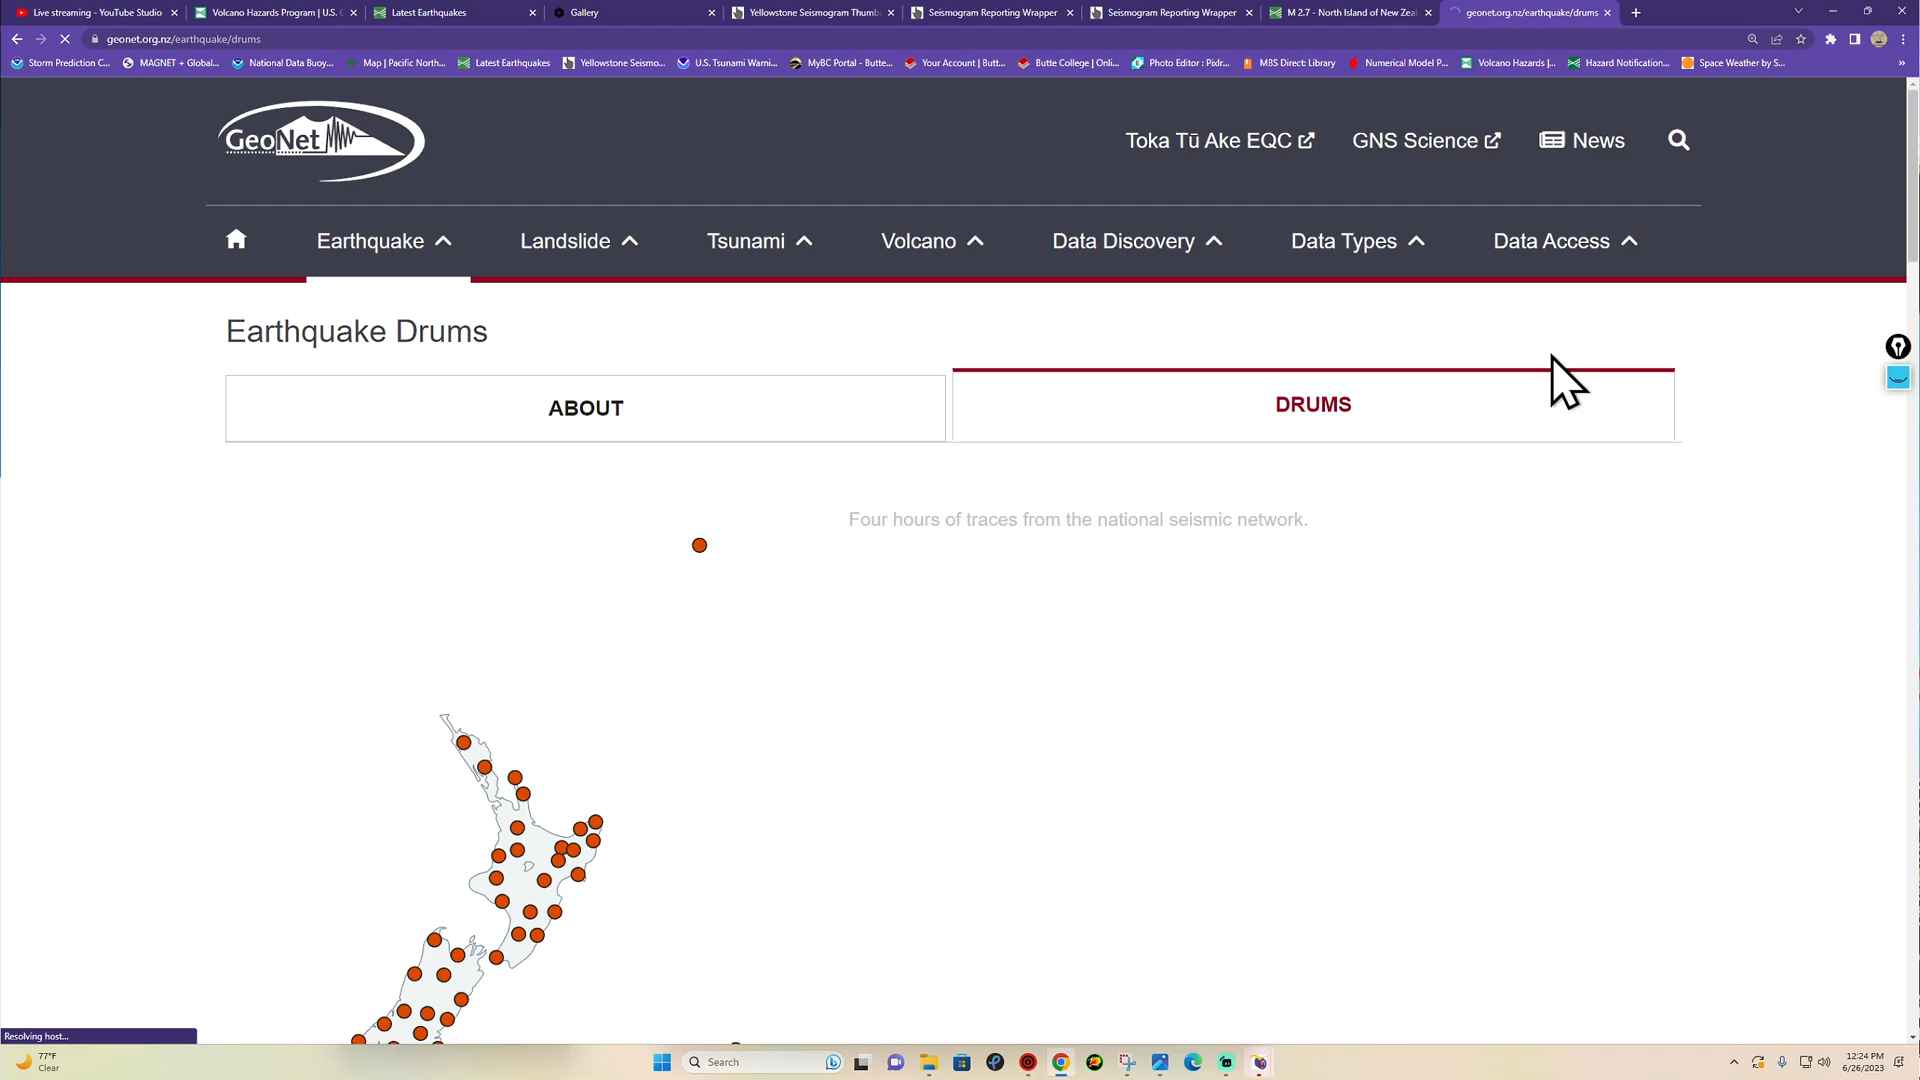 Live streaming - YouTube Studio
Volcano Hazards Program | U.S. G
Latest Earthquakes
Gallery
Yellowstone Seismogram Thumb
Seismogram Reporting Wrapper
Seismogram Reporting Wrapper
M 2.7 - North Island of New Zeal
geonet.org.nz/earthquake/drums
geonet.org.nz/earthquake/drums
Storm Prediction C...
MAGNET + Global...
National Data Buoy...
Map | Pacific North...
Latest Earthquakes
Yellowstone Seismo...
U.S. Tsunami Warni...
MyBC Portal - Butte...
Your Account | Butt...
Butte College | Onli...
Photo Editor : Pixlr...
MBS Direct Library
Numerical Model P...
Volcano Hazards |...
Hazard Notification...
Space Weather by S...
»
GeoNet
Toka Tū Ake EQC
GNS Science
News
Earthquake
Landslide
Tsunami
Volcano
Data Discovery
Data Types
Data Access
Earthquake Drums
ABOUT
DRUMS
Four hours of traces from the national seismic network.
Resolving host...
77°F
Clear
Search
12:24 PM
6/26/2023